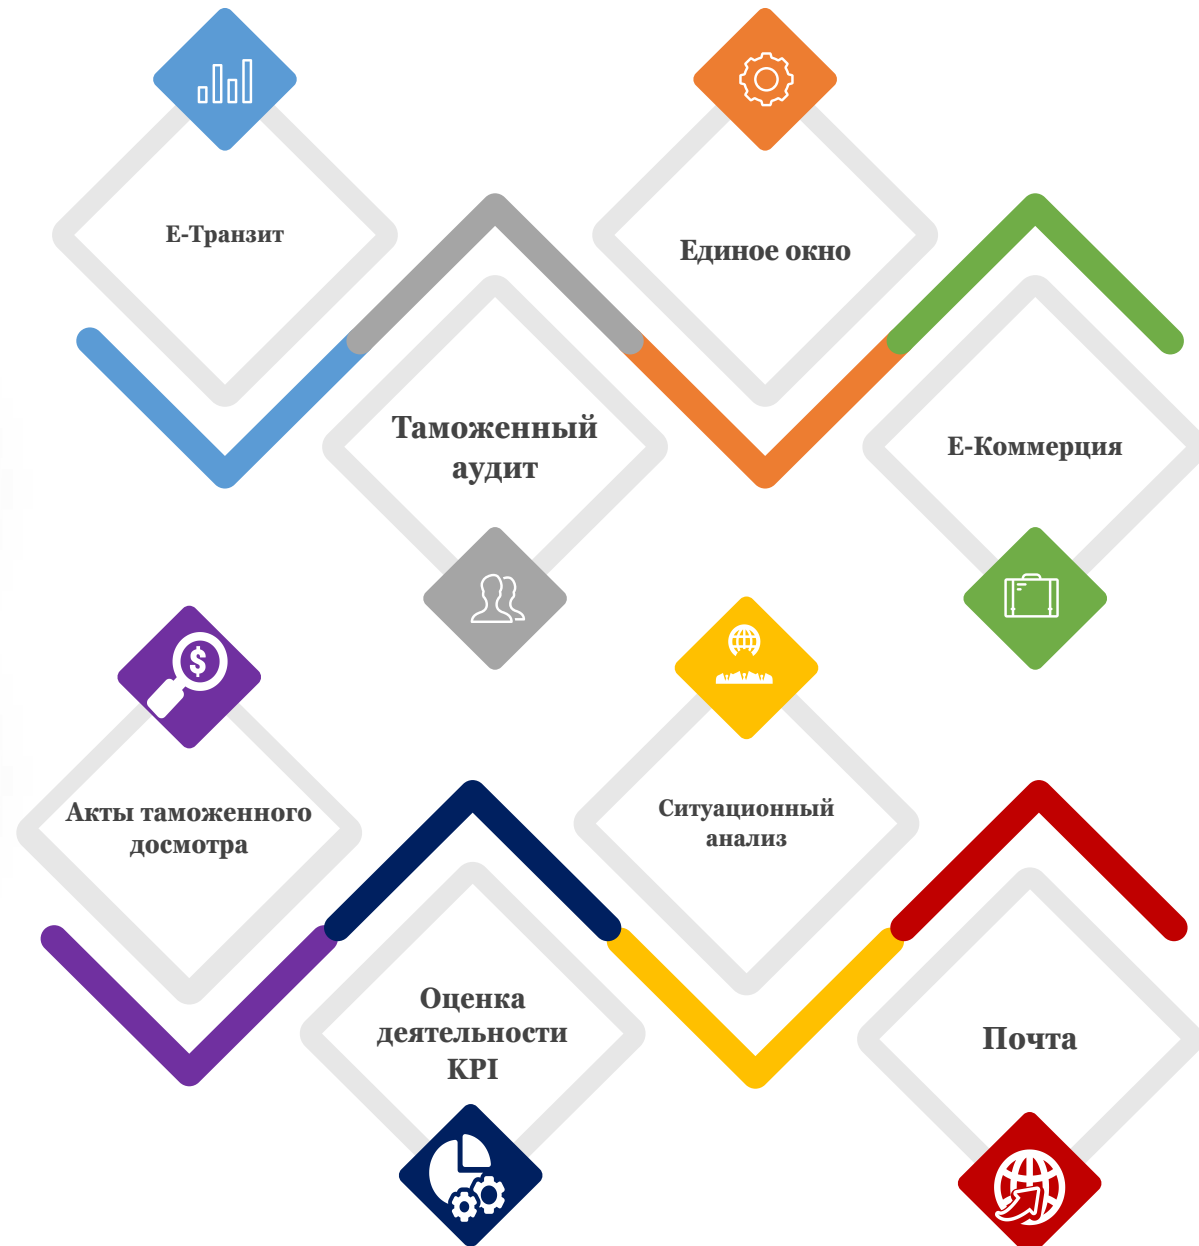 Е-Транзит
Единое окно
Таможенный
аудит
Е-Коммерция
Акты таможенного
досмотра
Ситуационный
анализ
Оценка
деятельности
KPI
Почта